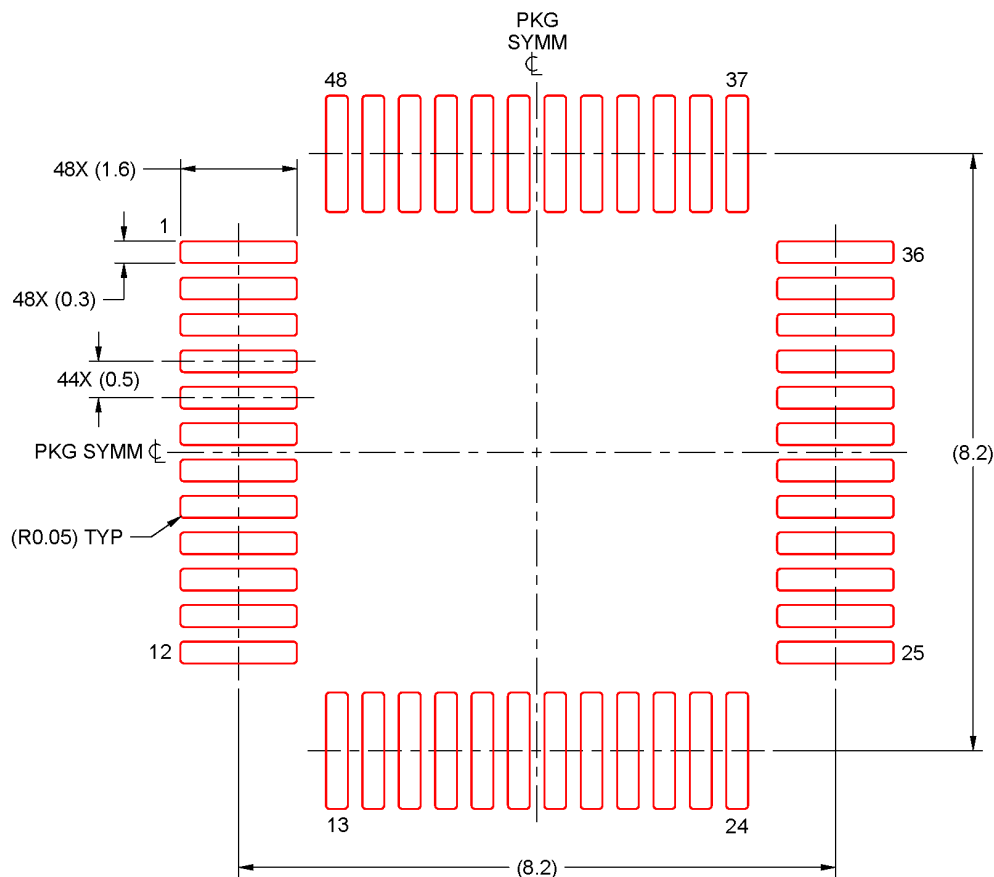 PKG
SYMM
℄
48
37
48X (1.6)
1
36
48X (0.3)
44X (0.5)
PKG SYMM ℄
(8.2)
(R0.05) TYP
12
25
13
24
(8.2)